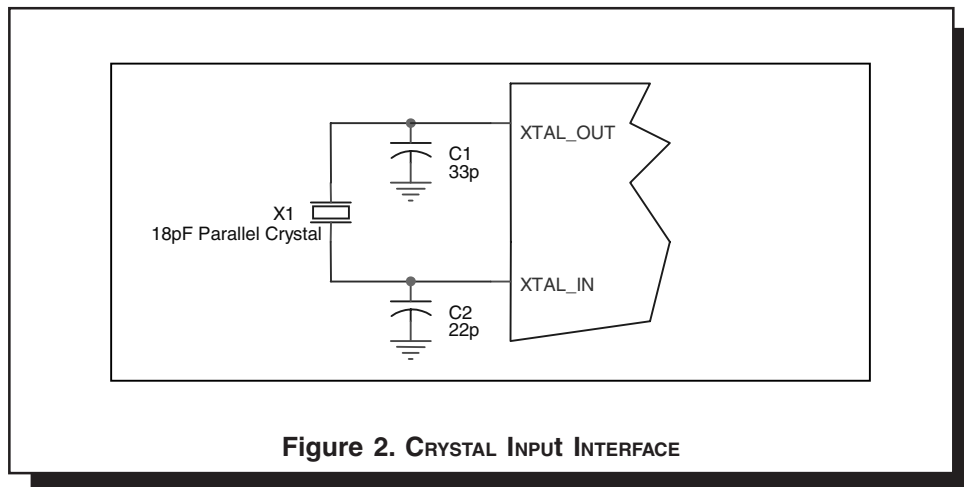 XTAL_OUT
C1
33p
X1
18pF Parallel Crystal
XTAL_IN
C2
22p
Figure 2. CRYSTAL INPUt INTERFACE